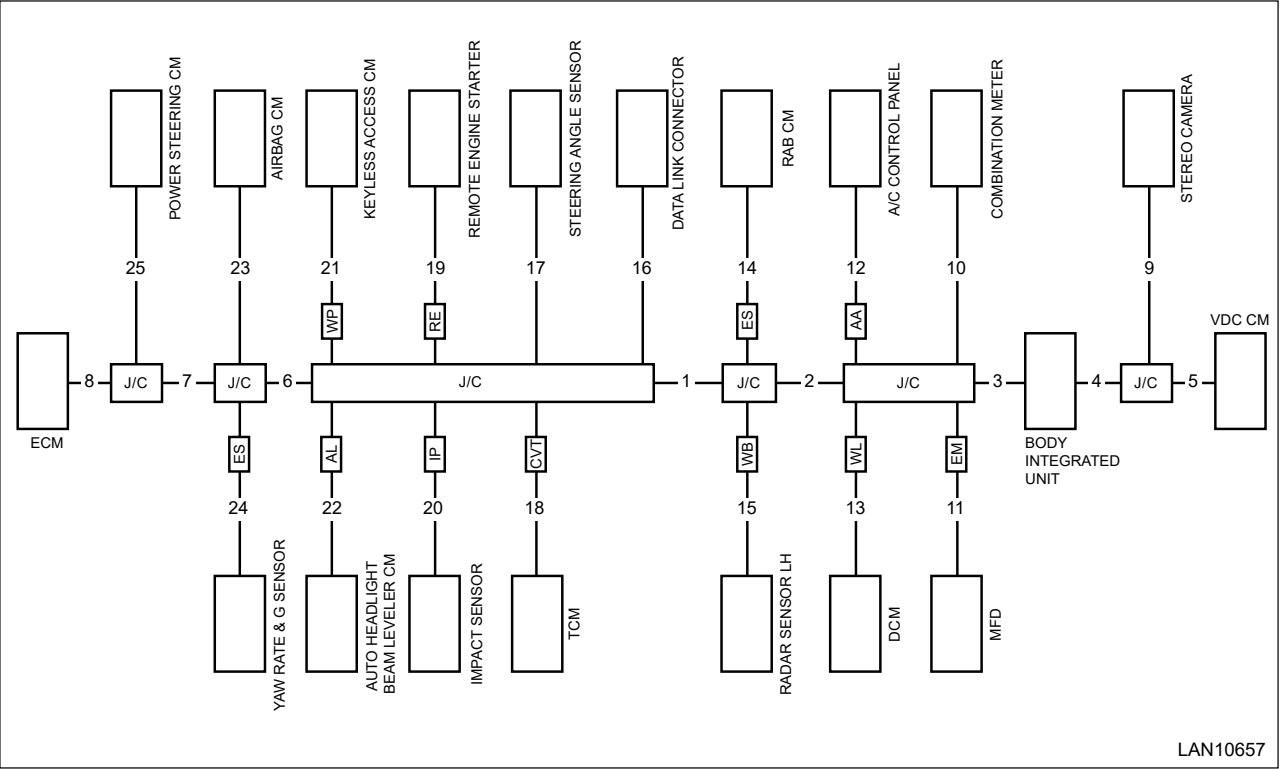 POWER STEERING CM
AIRBAG CM
KEYLESS ACCESS CM
REMOTE ENGINE STARTER
STEERING ANGLE SENSOR
DATA LINK CONNECTOR
RAB CM
A/C CONTROL PANEL
COMBINATION METER
STEREO CAMERA
25
23
21
19
17
16
14
12
10
9
WP
RE
ES
AA
VDC CM
8
J/C
7
J/C
6
J/C
1
J/C
2
J/C
3
4
J/C
5
ECM
BODY
INTEGRATED
UNIT
ES
AL
IP
CVT
WB
WL
EM
24
22
20
18
15
13
11
YAW RATE & G SENSOR
AUTO HEADLIGHT
BEAM LEVELER CM
IMPACT SENSOR
TCM
RADAR SENSOR LH
DCM
MFD
LAN10657